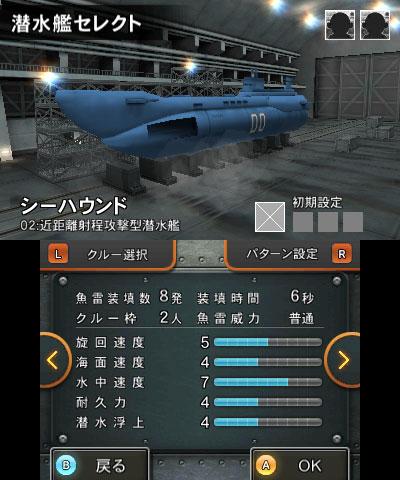 潜水艦セレクト
DO
シーハウンド
02:近距離射程攻撃型潜水艦
初期設定
L クルー選択
パターン設定 R
魚雷装填数 8発 装填時間 6秒
クルー枠 2人 魚雷威力 普通
旋回速度 5
海面速度 4
水中速度 7
耐久力 4
潜水浮上 4
B 戻る
A OK